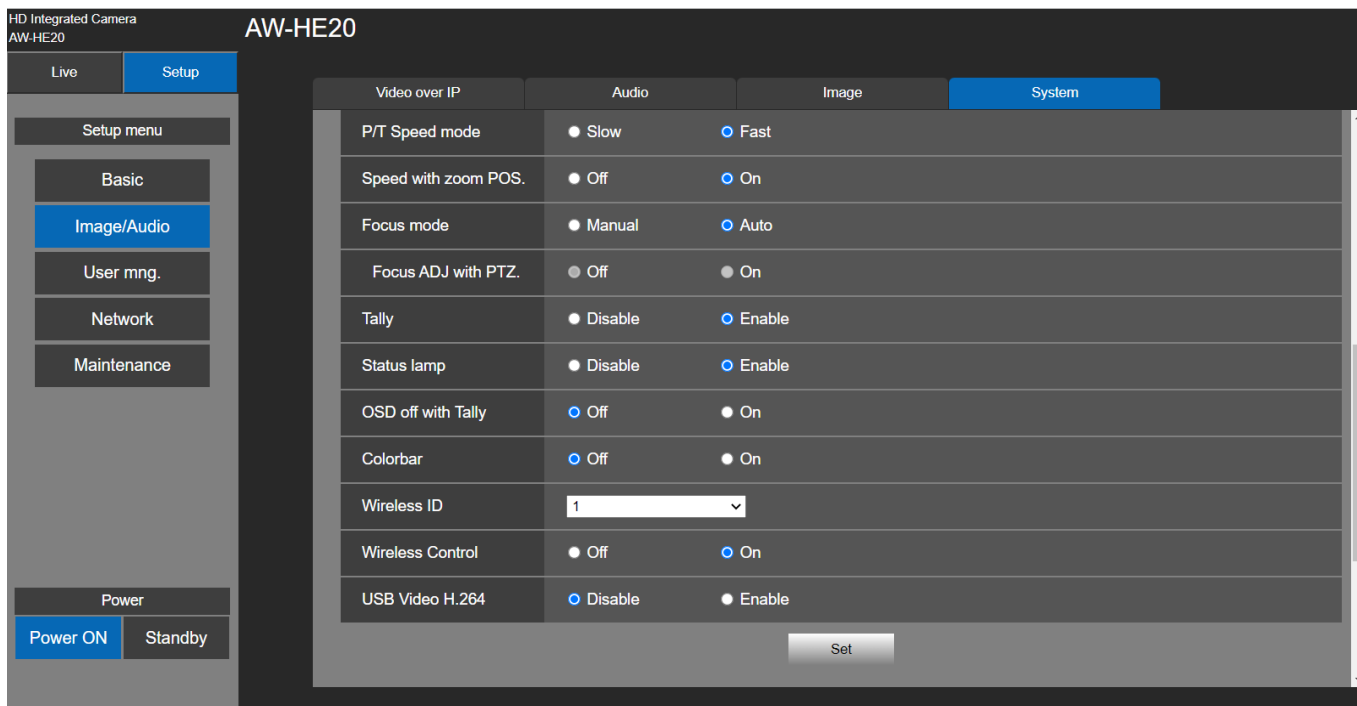 HD Integrated Camera
AW-HE20
AW-HE20
Live Setup
Setup menu
Basic
Image/Audio
User mng.
Network
Maintenance
Power
Power ON Standby
Video over IP Audio Image System
P/T Speed mode Slow Fast
Speed with zoom POS. Off On
Focus mode Manual Auto
Focus ADJ with PTZ. Off On
Tally Disable Enable
Status lamp Disable Enable
OSD off with Tally Off On
Colorbar Off On
Wireless ID 1
Wireless Control Off On
USB Video H.264 Disable Enable
Set